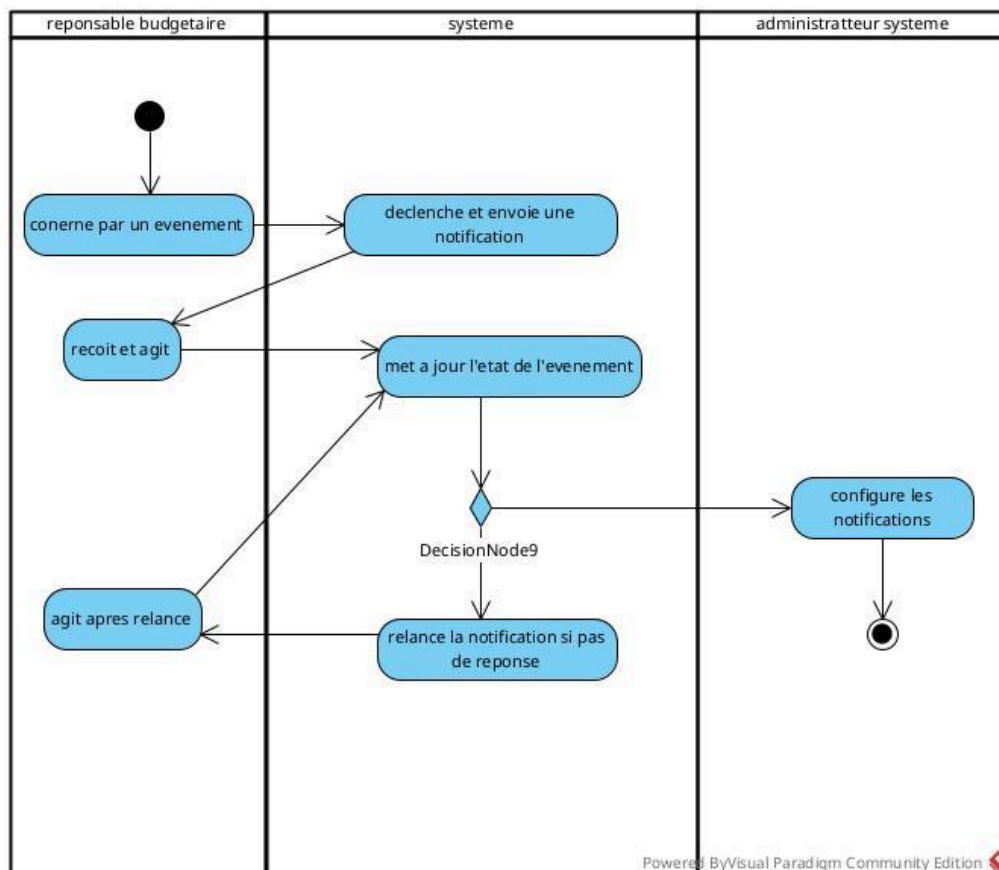 reponsable budgetaire
systeme
administratteur systeme
conerne par un evenement
declenche et envoie une
notification
recoit et agit
met a jour l'etat de l'evenement
configure les
notifications
DecisionNode9
agit apres relance
relance la notification si pas
de reponse
Powered ByVisual Paradigm Community Edition